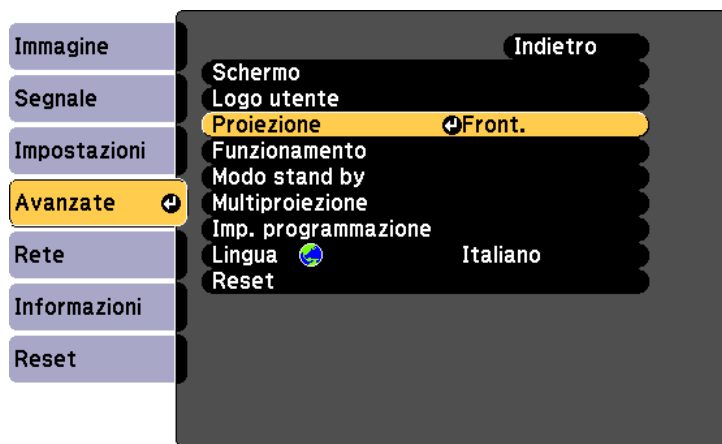 Immagine
Segnale
Impostazioni
Avanzate
Rete
Informazioni
Reset
Indietro
Schermo
Logo utente
Proiezione Front.
Funzionamento
Modo stand by
Multiproiezione
Imp. programmazione
Lingua Italiano
Reset